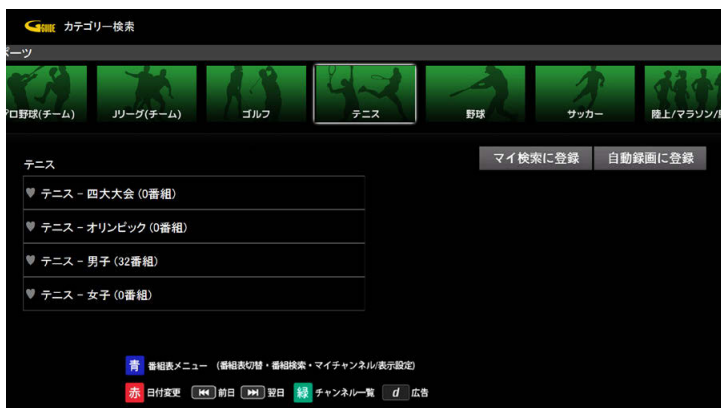 G GUIDE カテゴリー検索
ポーツ
プロ野球(チーム) Jリーグ(チーム) ゴルフ テニス 野球 サッカー 陸上/マラソン/
テニス マイ検索に登録 自動録画に登録
テニス - 四大大会 (0番組)
テニス - オリンピック (0番組)
テニス - 男子 (32番組)
テニス - 女子 (0番組)
青 番組表メニュー (番組表切替・番組検索・マイチャンネル/表示設定)
赤 日付変更 前日 翌日 緑 チャンネル一覧 d 広告